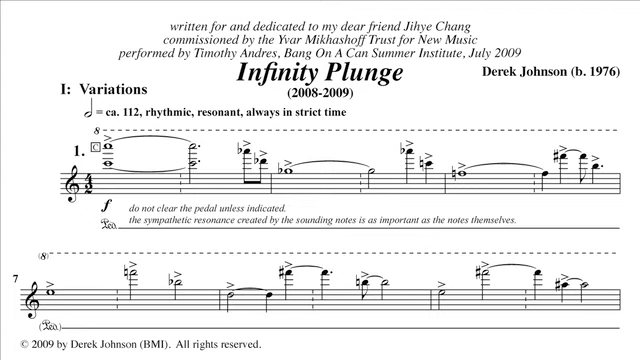 written for and dedicated to my dear friend Jihye Chang
commissioned by the Yvar Mikhashoff Trust for New Music
performed by Timothy Andres, Bang On A Can Summer Institute, July 2009
Infinity Plunge
Derek Johnson (b. 1976)
I: Variations
(2008-2009)
= ca. 112, rhythmic, resonant, always in strict time
8
1.
C
4
2
f
do not clear the pedal unless indicated.
the sympathetic resonance created by the sounding notes is as important as the notes themselves.
Ped.
(8)
7
(Ped.)
© 2009 by Derek Johnson (BMI). All rights reserved.